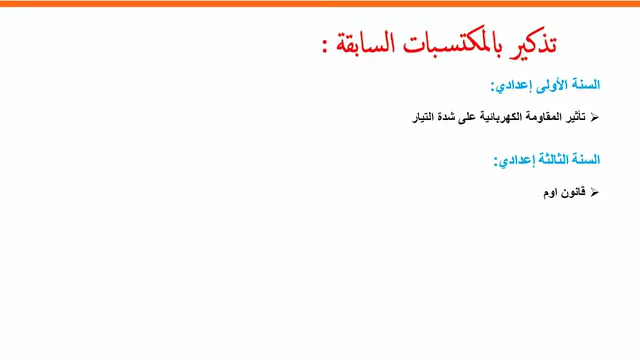 تذكير بالمكتسبات السابقة :
السنة الأولى إعدادي:
تأثير المقاومة الكهربائية على شدة التيار
السنة الثالثة إعدادي:
قانون اوم